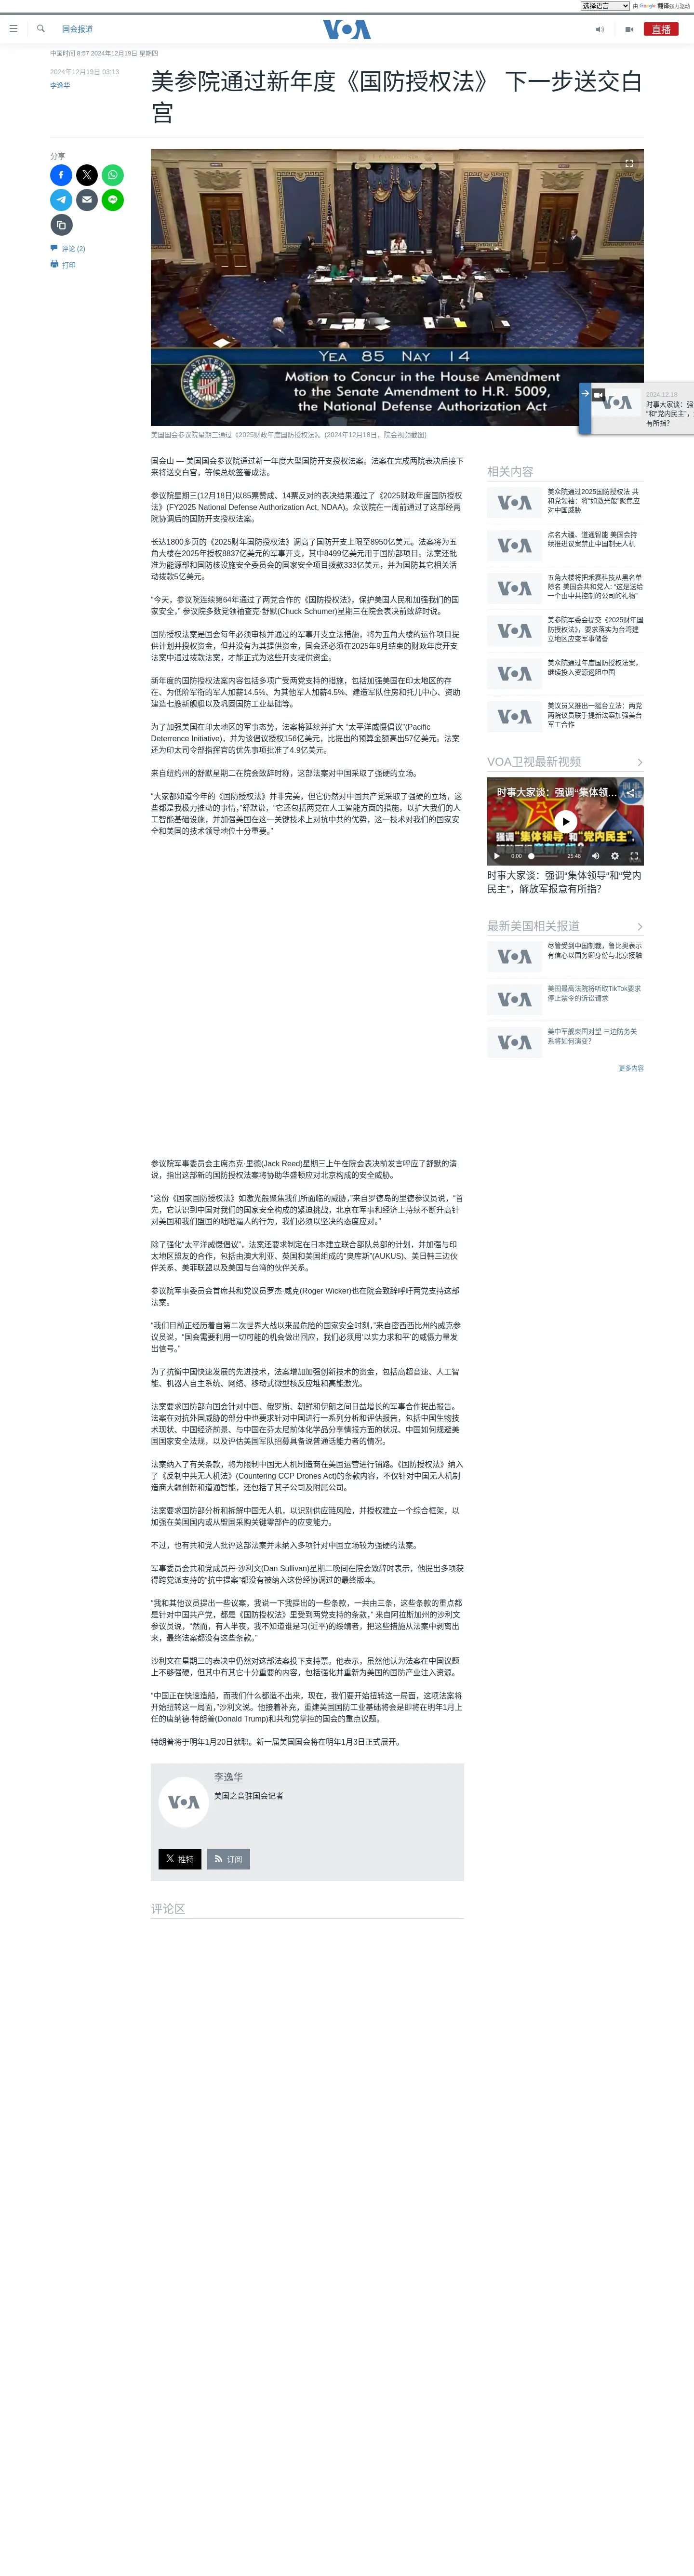 选择语言 由 Google 翻译强力驱动
国会报道
VOA
直播
中国时间 8:57 2024年12月19日 星期四
2024年12月19日 03:13
李逸华
美参院通过新年度《国防授权法》 下一步送交白
宫
分享
评论 (2)
打印
YEA 85 NAY 14
MOTION TO CONCUR IN THE HOUSE AMENDMENT
TO THE SENATE AMENDMENT TO H.R. 5009,
THE NATIONAL DEFENSE AUTHORIZATION ACT
美国国会参议院星期三通过《2025财政年度国防授权法》。(2024年12月18日，院会视频截图)
2024.12.18
时事大家谈：强
“和”党内民主”，
有所指？
国会山 — 美国国会参议院通过新一年度大型国防开支授权法案。法案在完成两院表决后接下
来将送交白宫，等候总统签署成法。
参议院星期三(12月18日)以85票赞成、14票反对的表决结果通过了《2025财政年度国防授权
法》(FY2025 National Defense Authorization Act, NDAA)。众议院在一周前通过了这部经两
院协调后的国防开支授权法案。
长达1800多页的《2025财年国防授权法》调高了国防开支上限至8950亿美元。法案将为五
角大楼在2025年授权8837亿美元的军事开支，其中8499亿美元用于国防部项目。法案还批
准为能源部和国防核设施安全委员会的国家安全项目拨款333亿美元，并为国防其它相关活
动拨款5亿美元。
“今天，参议院连续第64年通过了两党合作的《国防授权法》，保护美国人民和加强我们的国
家安全，” 参议院多数党领袖查克·舒默(Chuck Schumer)星期三在院会表决前致辞时说。
国防授权法案是国会每年必须审核并通过的军事开支立法措施，将为五角大楼的运作项目提
供计划并授权资金，但并没有为其提供资金，国会还必须在2025年9月结束的财政年度开支
法案中通过拨款法案，才能正式为这些开支提供资金。
新年度的国防授权法案内容包括多项广受两党支持的措施，包括加强美国在印太地区的存
在、为低阶军衔的军人加薪14.5%、为其他军人加薪4.5%、建造军队住房和托儿中心、资助
建造七艘新舰艇以及巩固国防工业基础等。
为了加强美国在印太地区的军事态势，法案将延续并扩大 “太平洋威慑倡议”(Pacific
Deterrence Initiative)，并为该倡议授权156亿美元，比提出的预算金额高出57亿美元。法案
还为印太司令部指挥官的优先事项批准了4.9亿美元。
来自纽约州的舒默星期二在院会致辞时称，这部法案对中国采取了强硬的立场。
“大家都知道今年的《国防授权法》并非完美，但它仍然对中国共产党采取了强硬的立场，这
些都是我极力推动的事情，”舒默说，“它还包括两党在人工智能方面的措施，以扩大我们的人
工智能基础设施，并加强美国在这一关键技术上对抗中共的优势，这一技术对我们的国家安
全和美国的技术领导地位十分重要。”
参议院军事委员会主席杰克·里德(Jack Reed)星期三上午在院会表决前发言呼应了舒默的演
说，指出这部新的国防授权法案将协助华盛顿应对北京构成的安全威胁。
“这份《国家国防授权法》如激光般聚焦我们所面临的威胁，”来自罗德岛的里德参议员说，“首
先，它认识到中国对我们的国家安全构成的紧迫挑战，北京在军事和经济上持续不断升高针
对美国和我们盟国的咄咄逼人的行为，我们必须以坚决的态度应对。”
除了强化“太平洋威慑倡议”，法案还要求制定在日本建立联合部队总部的计划，并加强与印
太地区盟友的合作，包括由澳大利亚、英国和美国组成的“奥库斯”(AUKUS)、美日韩三边伙
伴关系、美菲联盟以及美国与台湾的伙伴关系。
参议院军事委员会首席共和党议员罗杰·威克(Roger Wicker)也在院会致辞呼吁两党支持这部
法案。
“我们目前正经历着自第二次世界大战以来最危险的国家安全时刻，”来自密西西比州的威克参
议员说，“国会需要利用一切可能的机会做出回应，我们必须用‘以实力求和平’的威慑力量发
出信号。”
为了抗衡中国快速发展的先进技术，法案增加加强创新技术的资金，包括高超音速、人工智
能、机器人自主系统、网络、移动式微型核反应堆和高能激光。
法案要求国防部向国会针对中国、俄罗斯、朝鲜和伊朗之间日益增长的军事合作提出报告。
法案在对抗外国威胁的部分中也要求针对中国进行一系列分析和评估报告，包括中国生物技
术现状、中国经济前景、与中国在芬太尼前体化学品分享情报方面的状况、中国如何规避美
国国家安全法规，以及评估美国军队招募具备说普通话能力者的情况。
法案纳入了有关条款，将为限制中国无人机制造商在美国运营进行铺路。《国防授权法》纳入
了《反制中共无人机法》(Countering CCP Drones Act)的条款内容，不仅针对中国无人机制
造商大疆创新和道通智能，还包括了其子公司及附属公司。
法案要求国防部分析和拆解中国无人机，以识别供应链风险，并授权建立一个综合框架，以
加强在美国国内或从盟国采购关键零部件的应变能力。
不过，也有共和党人批评这部法案并未纳入多项针对中国立场较为强硬的法案。
军事委员会共和党成员丹·沙利文(Dan Sullivan)星期二晚间在院会致辞时表示，他提出多项获
得跨党派支持的“抗中提案”都没有被纳入这份经协调过的最终版本。
“我和其他议员提出一些议案，我说一下我提出的一些条款，一共由三条，这些条款的重点都
是针对中国共产党，都是《国防授权法》里受到两党支持的条款，” 来自阿拉斯加州的沙利文
参议员说，“然而，有人半夜，我不知道谁是习(近平)的绥靖者，把这些措施从法案中剥离出
来，最终法案都没有这些条款。”
沙利文在星期三的表决中仍然对这部法案投下支持票。他表示，虽然他认为法案在中国议题
上不够强硬，但其中有其它十分重要的内容，包括强化并重新为美国的国防产业注入资源。
“中国正在快速造船，而我们什么都造不出来，现在，我们要开始扭转这一局面，这项法案将
开始扭转这一局面，”沙利文说。他接着补充，重建美国国防工业基础将会是即将在明年1月上
任的唐纳德·特朗普(Donald Trump)和共和党掌控的国会的重点议题。
特朗普将于明年1月20日就职。新一届美国国会将在明年1月3日正式展开。
李逸华
美国之音驻国会记者
推特
订阅
评论区
相关内容
美众院通过2025国防授权法 共
和党领袖：将“如激光般”聚焦应
对中国威胁
点名大疆、道通智能 美国会持
续推进议案禁止中国制无人机
五角大楼将把禾赛科技从黑名单
除名 美国会共和党人: “这是送给
一个由中共控制的公司的礼物”
美参院军委会提交《2025财年国
防授权法》，要求落实为台湾建
立地区应变军事储备
美众院通过年度国防授权法案，
继续投入资源遏阻中国
美议员又推出一挺台立法：两党
两院议员联手提新法案加强美台
军工合作
VOA卫视最新视频
时事大家谈：强调“集体领...
强调“集体领导”和“党内民主”，
0:00
25:48
时事大家谈：强调“集体领导”和“党内
民主”，解放军报意有所指？
最新美国相关报道
尽管受到中国制裁，鲁比奥表示
有信心以国务卿身份与北京接触
美国最高法院将听取TikTok要求
停止禁令的诉讼请求
美中军舰柬国对望 三边防务关
系将如何演变?
更多内容